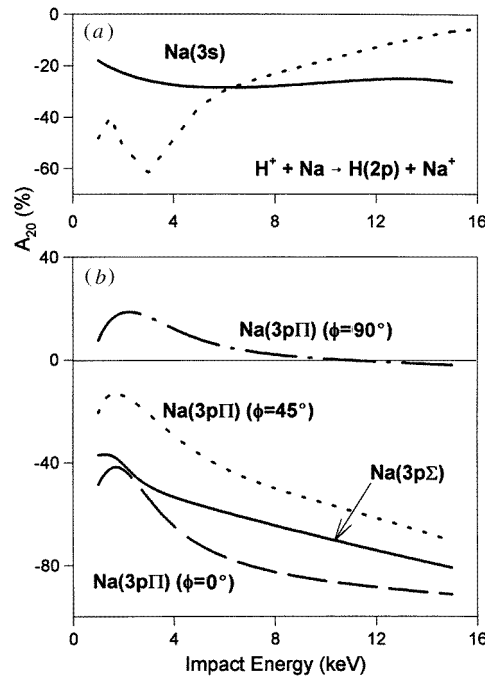 0
(a)
Na(3s)
-20
-40
-60
H⁺ + Na → H(2p) + Na⁺
0 4 8 12 16
A₂₀ (%)
40
(b)
Na(3pΠ) (ϕ=90°)
0
Na(3pΠ) (ϕ=45°)
-40
Na(3pΣ)
-80
Na(3pΠ) (ϕ=0°)
0 4 8 12 16
Impact Energy (keV)